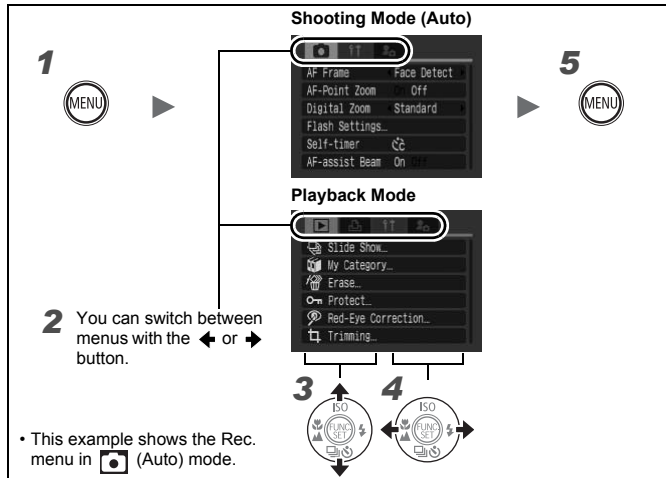 Shooting Mode (Auto)
1
MENU
AF Frame Face Detect
AF-Point Zoom On Off
Digital Zoom Standard
Flash Settings…
Self-timer
AF-assist Beam On Off
5
MENU
Playback Mode
Slide Show…
My Category…
Erase…
Protect…
Red-Eye Correction…
Trimming…
2 You can switch between
menus with the or
button.
3
ISO
FUNC.
SET
4
ISO
FUNC.
SET
• This example shows the Rec.
menu in (Auto) mode.